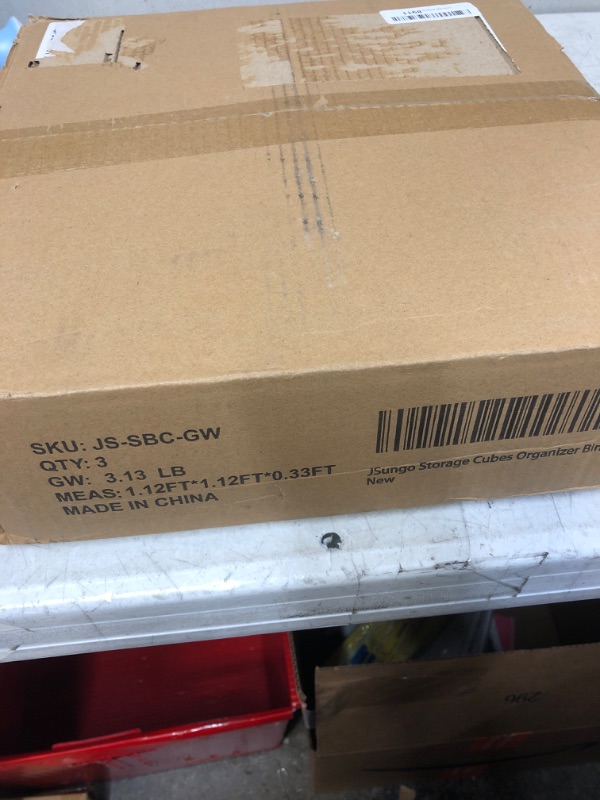 SKU: JS-SBC-GW
QTY: 3
GW: 3.13 LB
MEAS: 1.12FT*1.12FT*0.33FT
MADE IN CHINA
JSungo Storage Cubes Organizer Bin
New
296